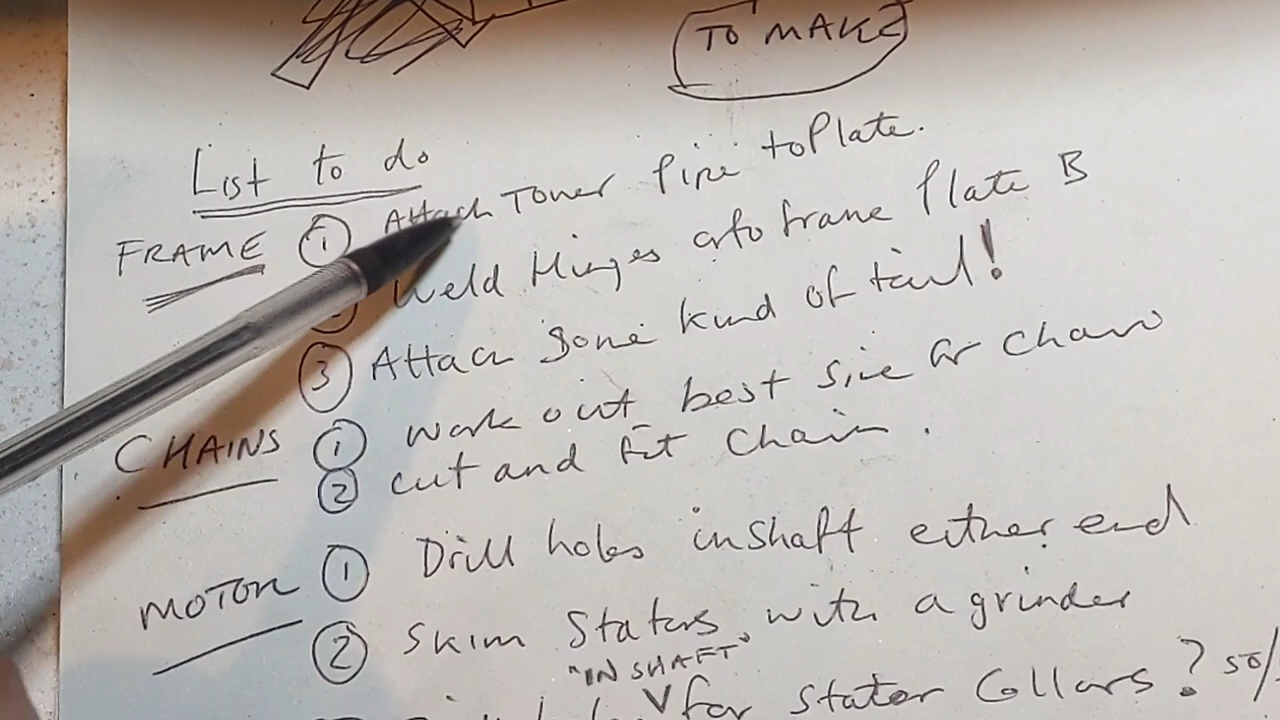 TO MAKE
List to do
FRAME ① Attach Tower Pipe to Plate.
Weld Hinges onto frame Plate B
③ Attach Some kind of tail!
CHAINS ① Work out best size for chain
② cut and fit Chain.
MOTOR ① Drill holes in shaft either end
② Skim Stators with a grinder
"IN SHAFT"
for Stator Collars?